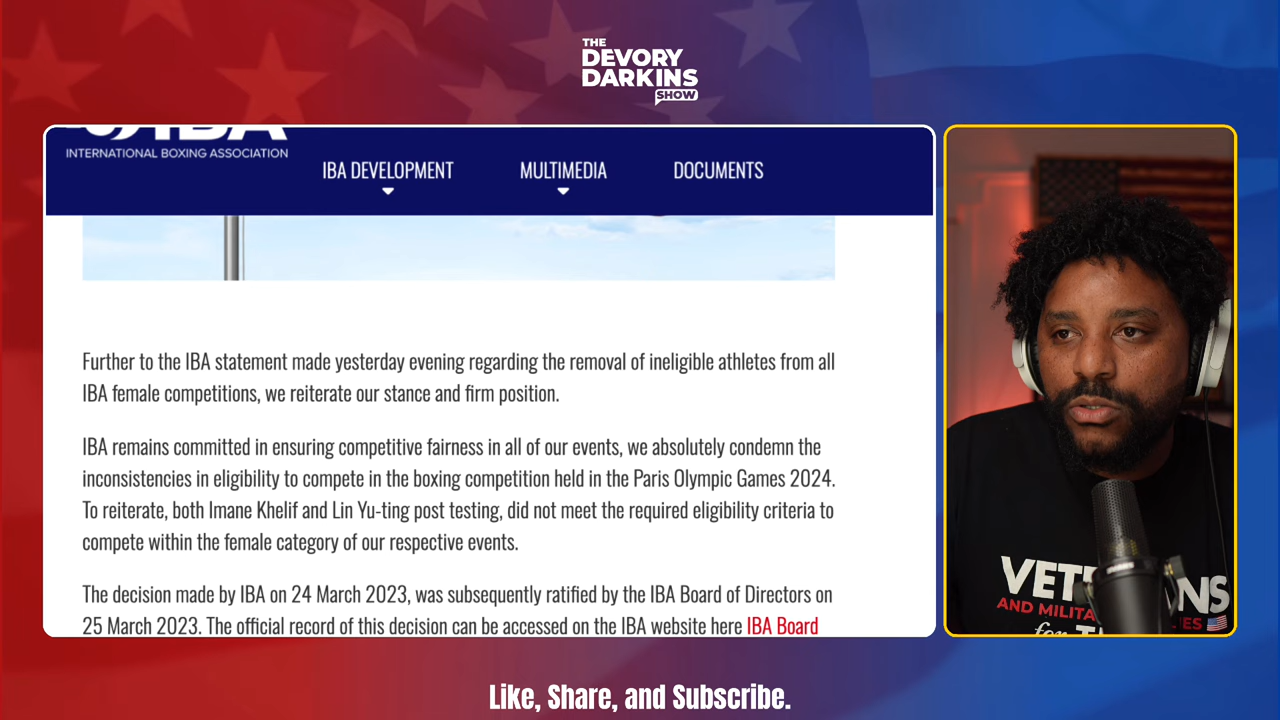 THE
DEVORY
DARKINS
SHOW
IBA
INTERNATIONAL BOXING ASSOCIATION
IBA DEVELOPMENT
MULTIMEDIA
DOCUMENTS
Further to the IBA statement made yesterday evening regarding the removal of ineligible athletes from all
IBA female competitions, we reiterate our stance and firm position.
IBA remains committed in ensuring competitive fairness in all of our events, we absolutely condemn the
inconsistencies in eligibility to compete in the boxing competition held in the Paris Olympic Games 2024.
To reiterate, both Imane Khelif and Lin Yu-ting post testing, did not meet the required eligibility criteria to
compete within the female category of our respective events.
The decision made by IBA on 24 March 2023, was subsequently ratified by the IBA Board of Directors on
25 March 2023. The official record of this decision can be accessed on the IBA website here IBA Board
AND
for
Like, Share, and Subscribe.